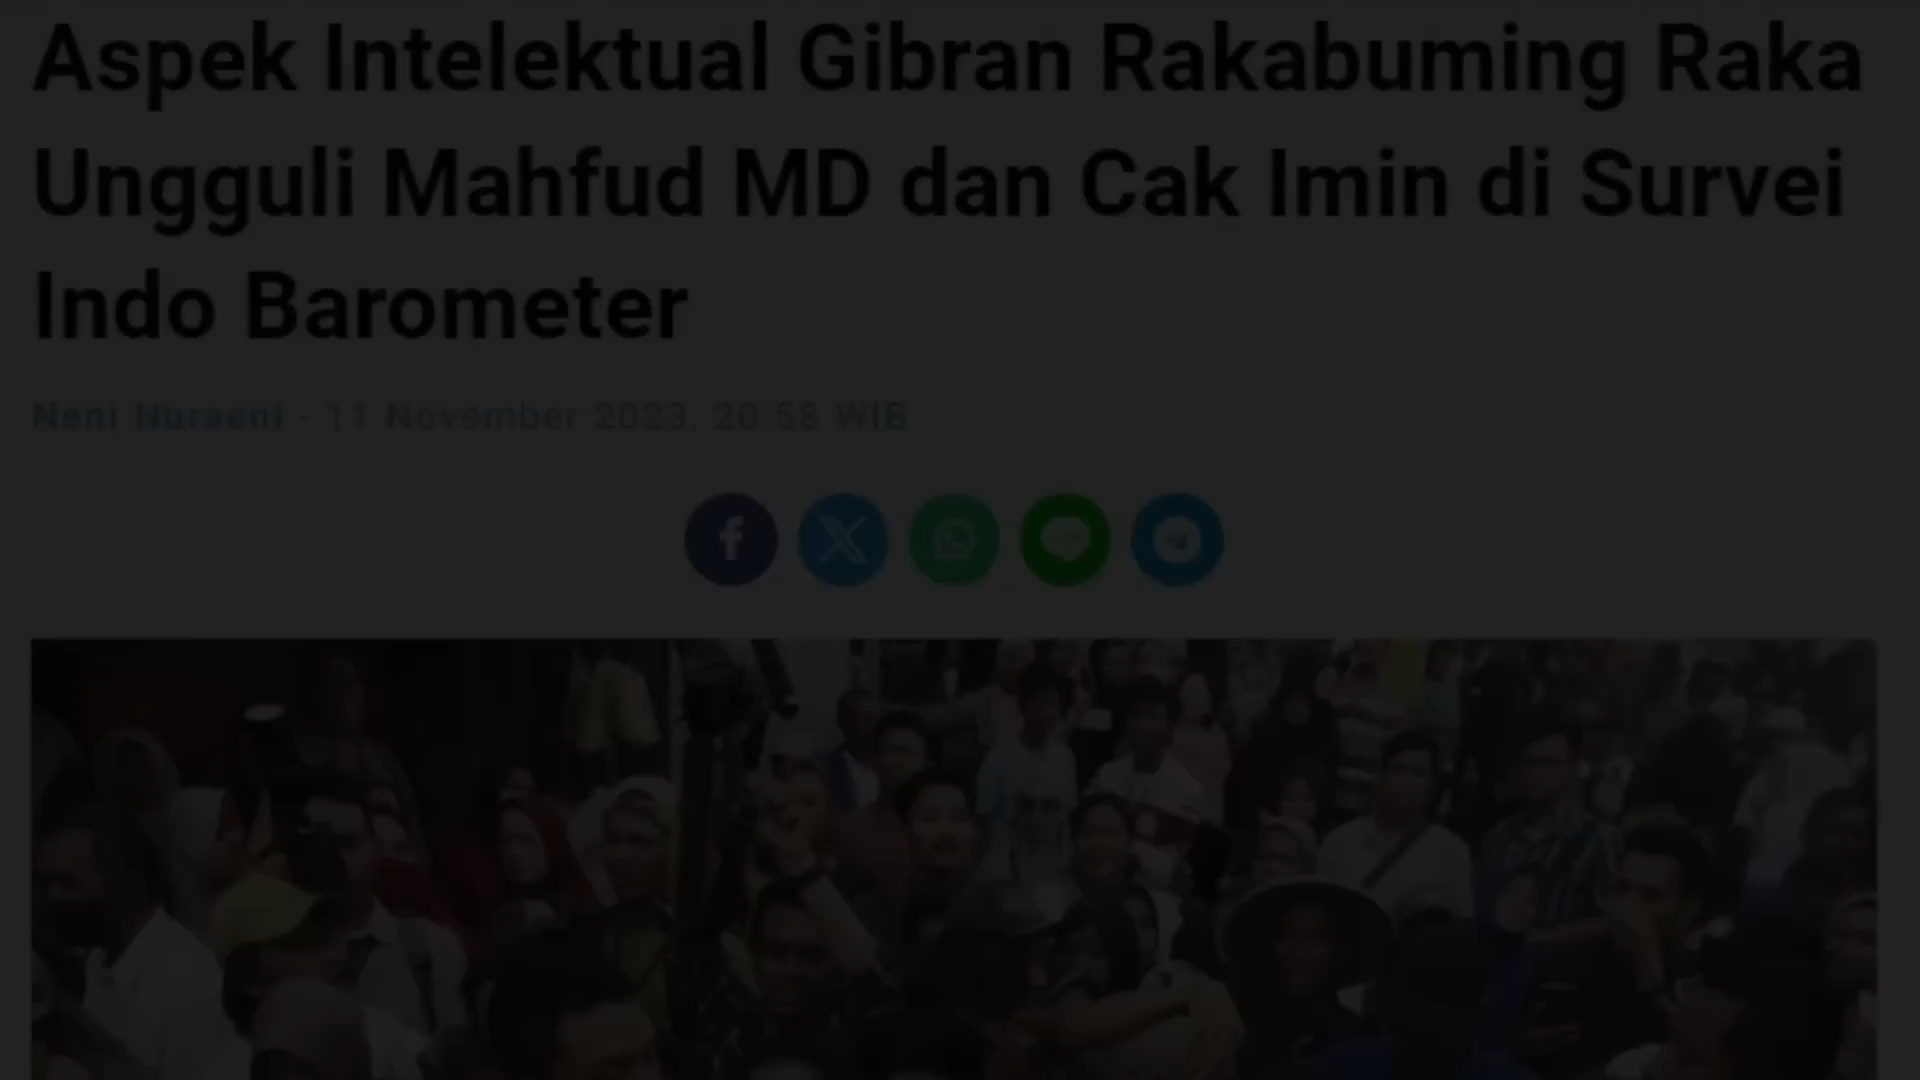 Aspek Intelektual Gibran Rakabuming Raka
Ungguli Mahfud MD dan Cak Imin di Survei
Indo Barometer
Neni Nuraeni - 11 November 2023, 20:58 WIB